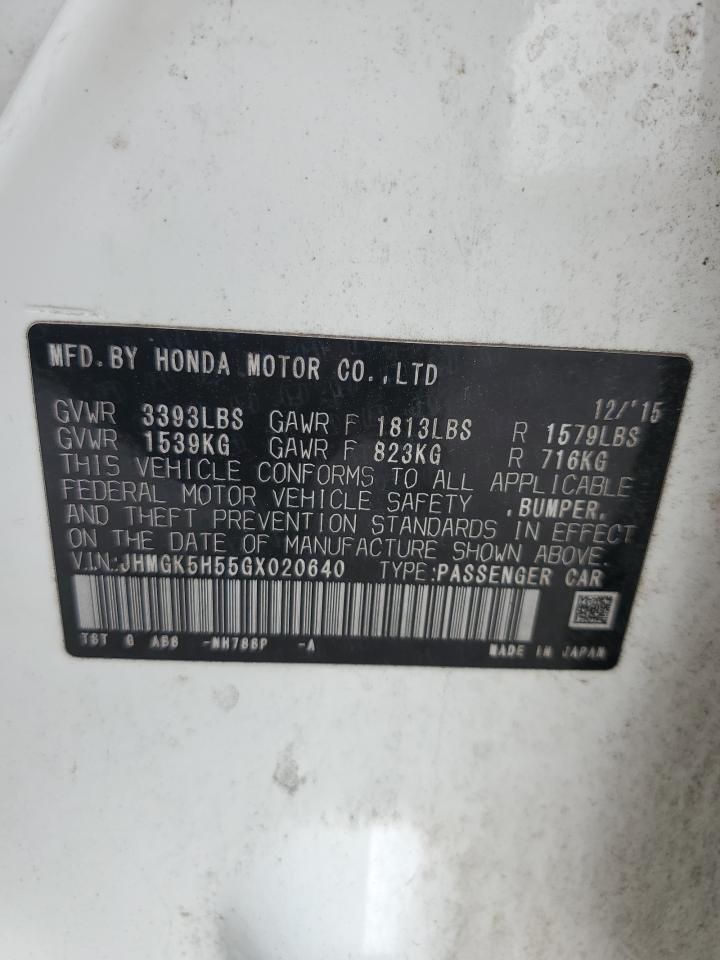 MFD.BY HONDA MOTOR CO.,LTD
12/'15
GVWR 3393LBS GAWR F 1813LBS R 1579LBS
GVWR 1539KG GAWR F 823KG R 716KG
THIS VEHICLE CONFORMS TO ALL APPLICABLE
FEDERAL MOTOR VEHICLE SAFETY ,BUMPER,
AND THEFT PREVENTION STANDARDS IN EFFECT
ON THE DATE OF MANUFACTURE SHOWN ABOVE.
V.I.N:JHMGK5H55GX020640 TYPE:PASSENGER CAR
-NH788P -A MADE IN JAPAN